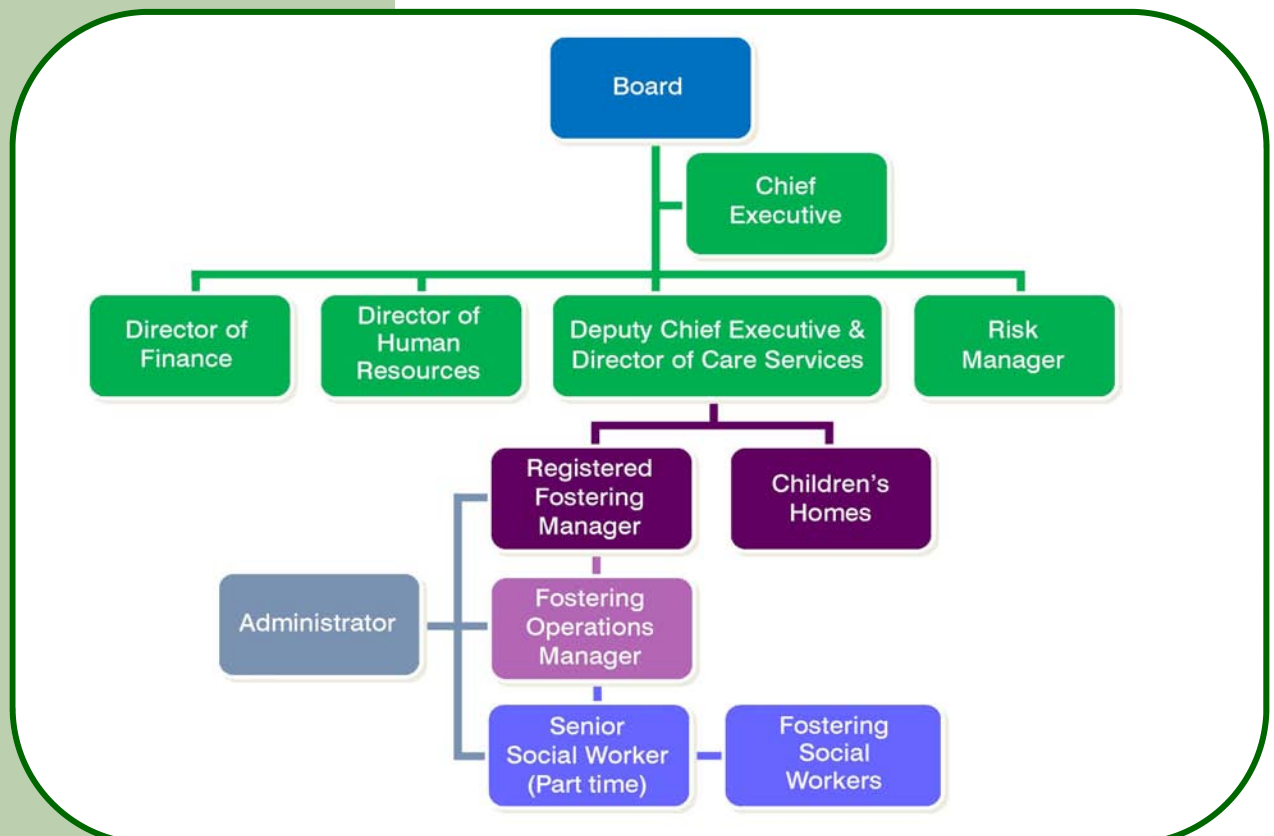 Board
Chief
Executive
Director of
Finance
Director of
Human
Resources
Deputy Chief Executive &
Director of Care Services
Risk
Manager
Registered
Fostering
Manager
Children’s
Homes
Administrator
Fostering
Operations
Manager
Senior
Social Worker
(Part time)
Fostering
Social
Workers